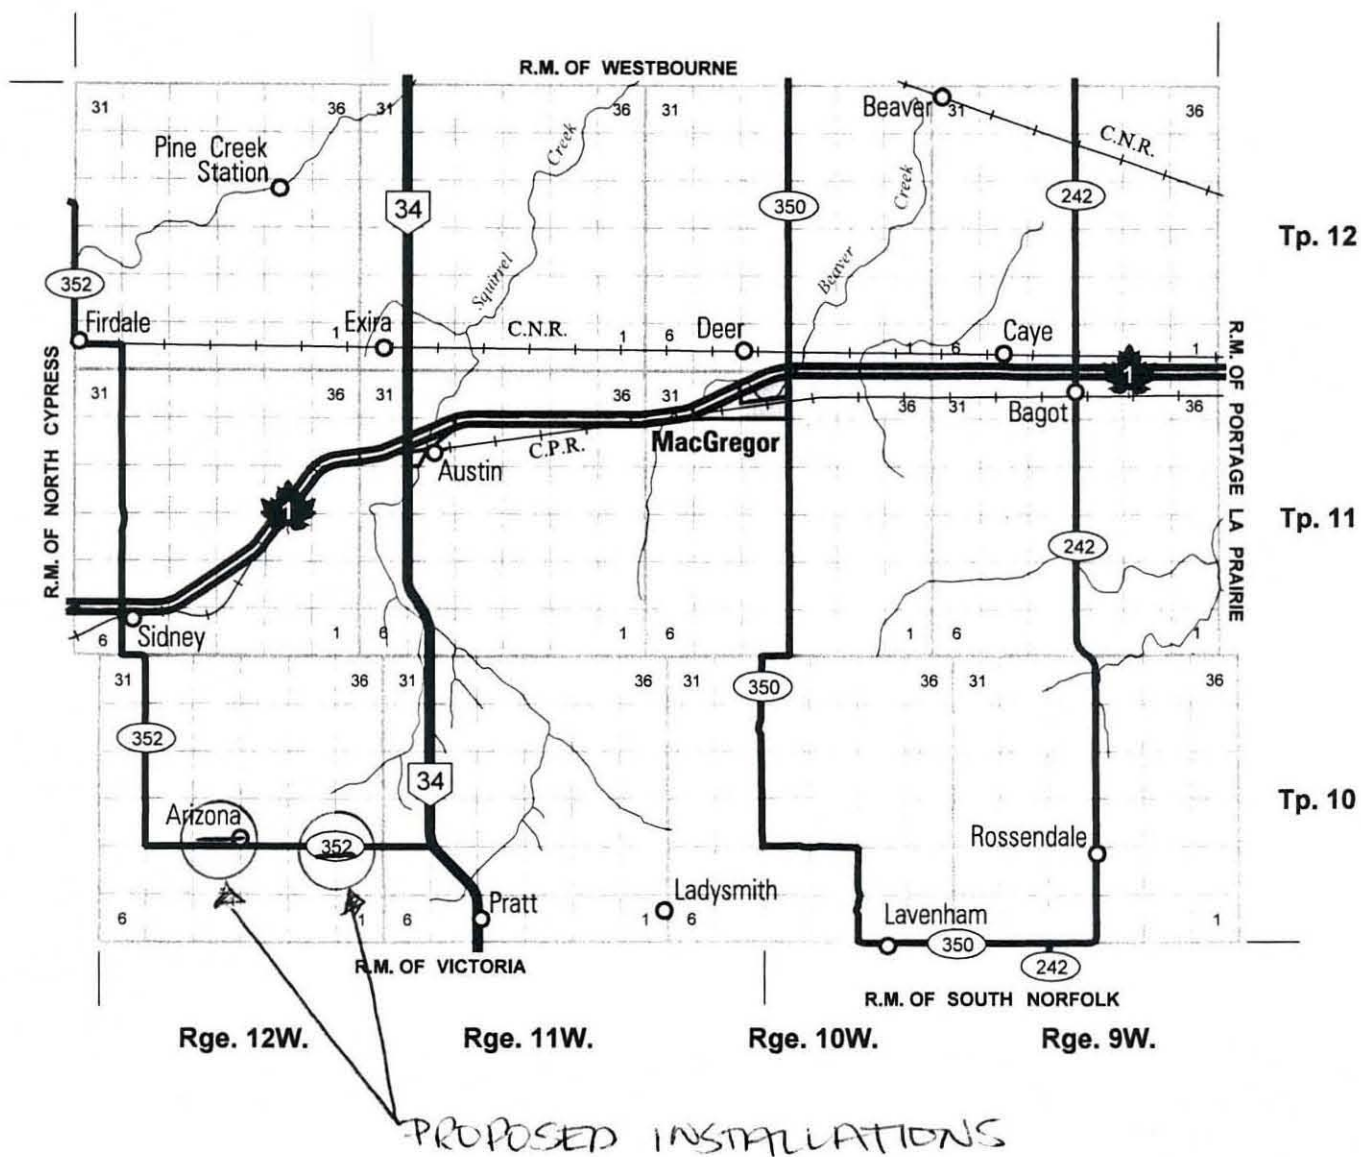 R.M. OF WESTBOURNE
31 36 31 36 31 Beaver 31 36
Creek
C.N.R.
Pine Creek
Station
34 350 Creek 242
Tp. 12
352 Squirrel Beaver
Firdale 1 Exira C.N.R. 1 6 Deer 6 Caye 1
R.M. OF NORTH CYPRESS
R.M. OF PORTAGE LA PRAIRIE
1
31 36 31 36 31 36 31 Bagot 36
MacGregor
C.P.R.
Austin
1
Tp. 11
242
6 Sidney 1 6 1 6 1 6 1
31 36 31 36 31 350 36 31 36
352
34
Tp. 10
Arizona
352
Rossendale
6 1 6 Pratt 1 6 Ladysmith Lavenham 1
350
242
R.M. OF VICTORIA
R.M. OF SOUTH NORFOLK
Rge. 12W. Rge. 11W. Rge. 10W. Rge. 9W.
PROPOSED INSTALLATIONS